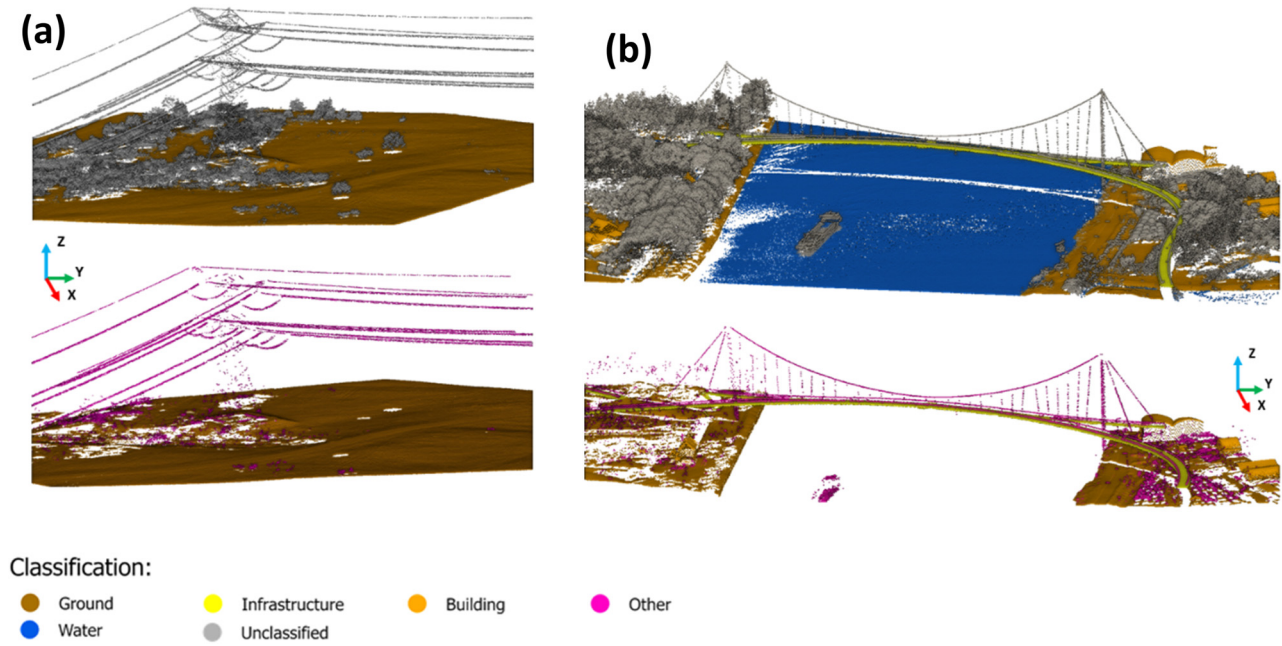 (a)
(b)
Z
Y
X
Z
Y
X
Classification:
Ground
Infrastructure
Building
Other
Water
Unclassified